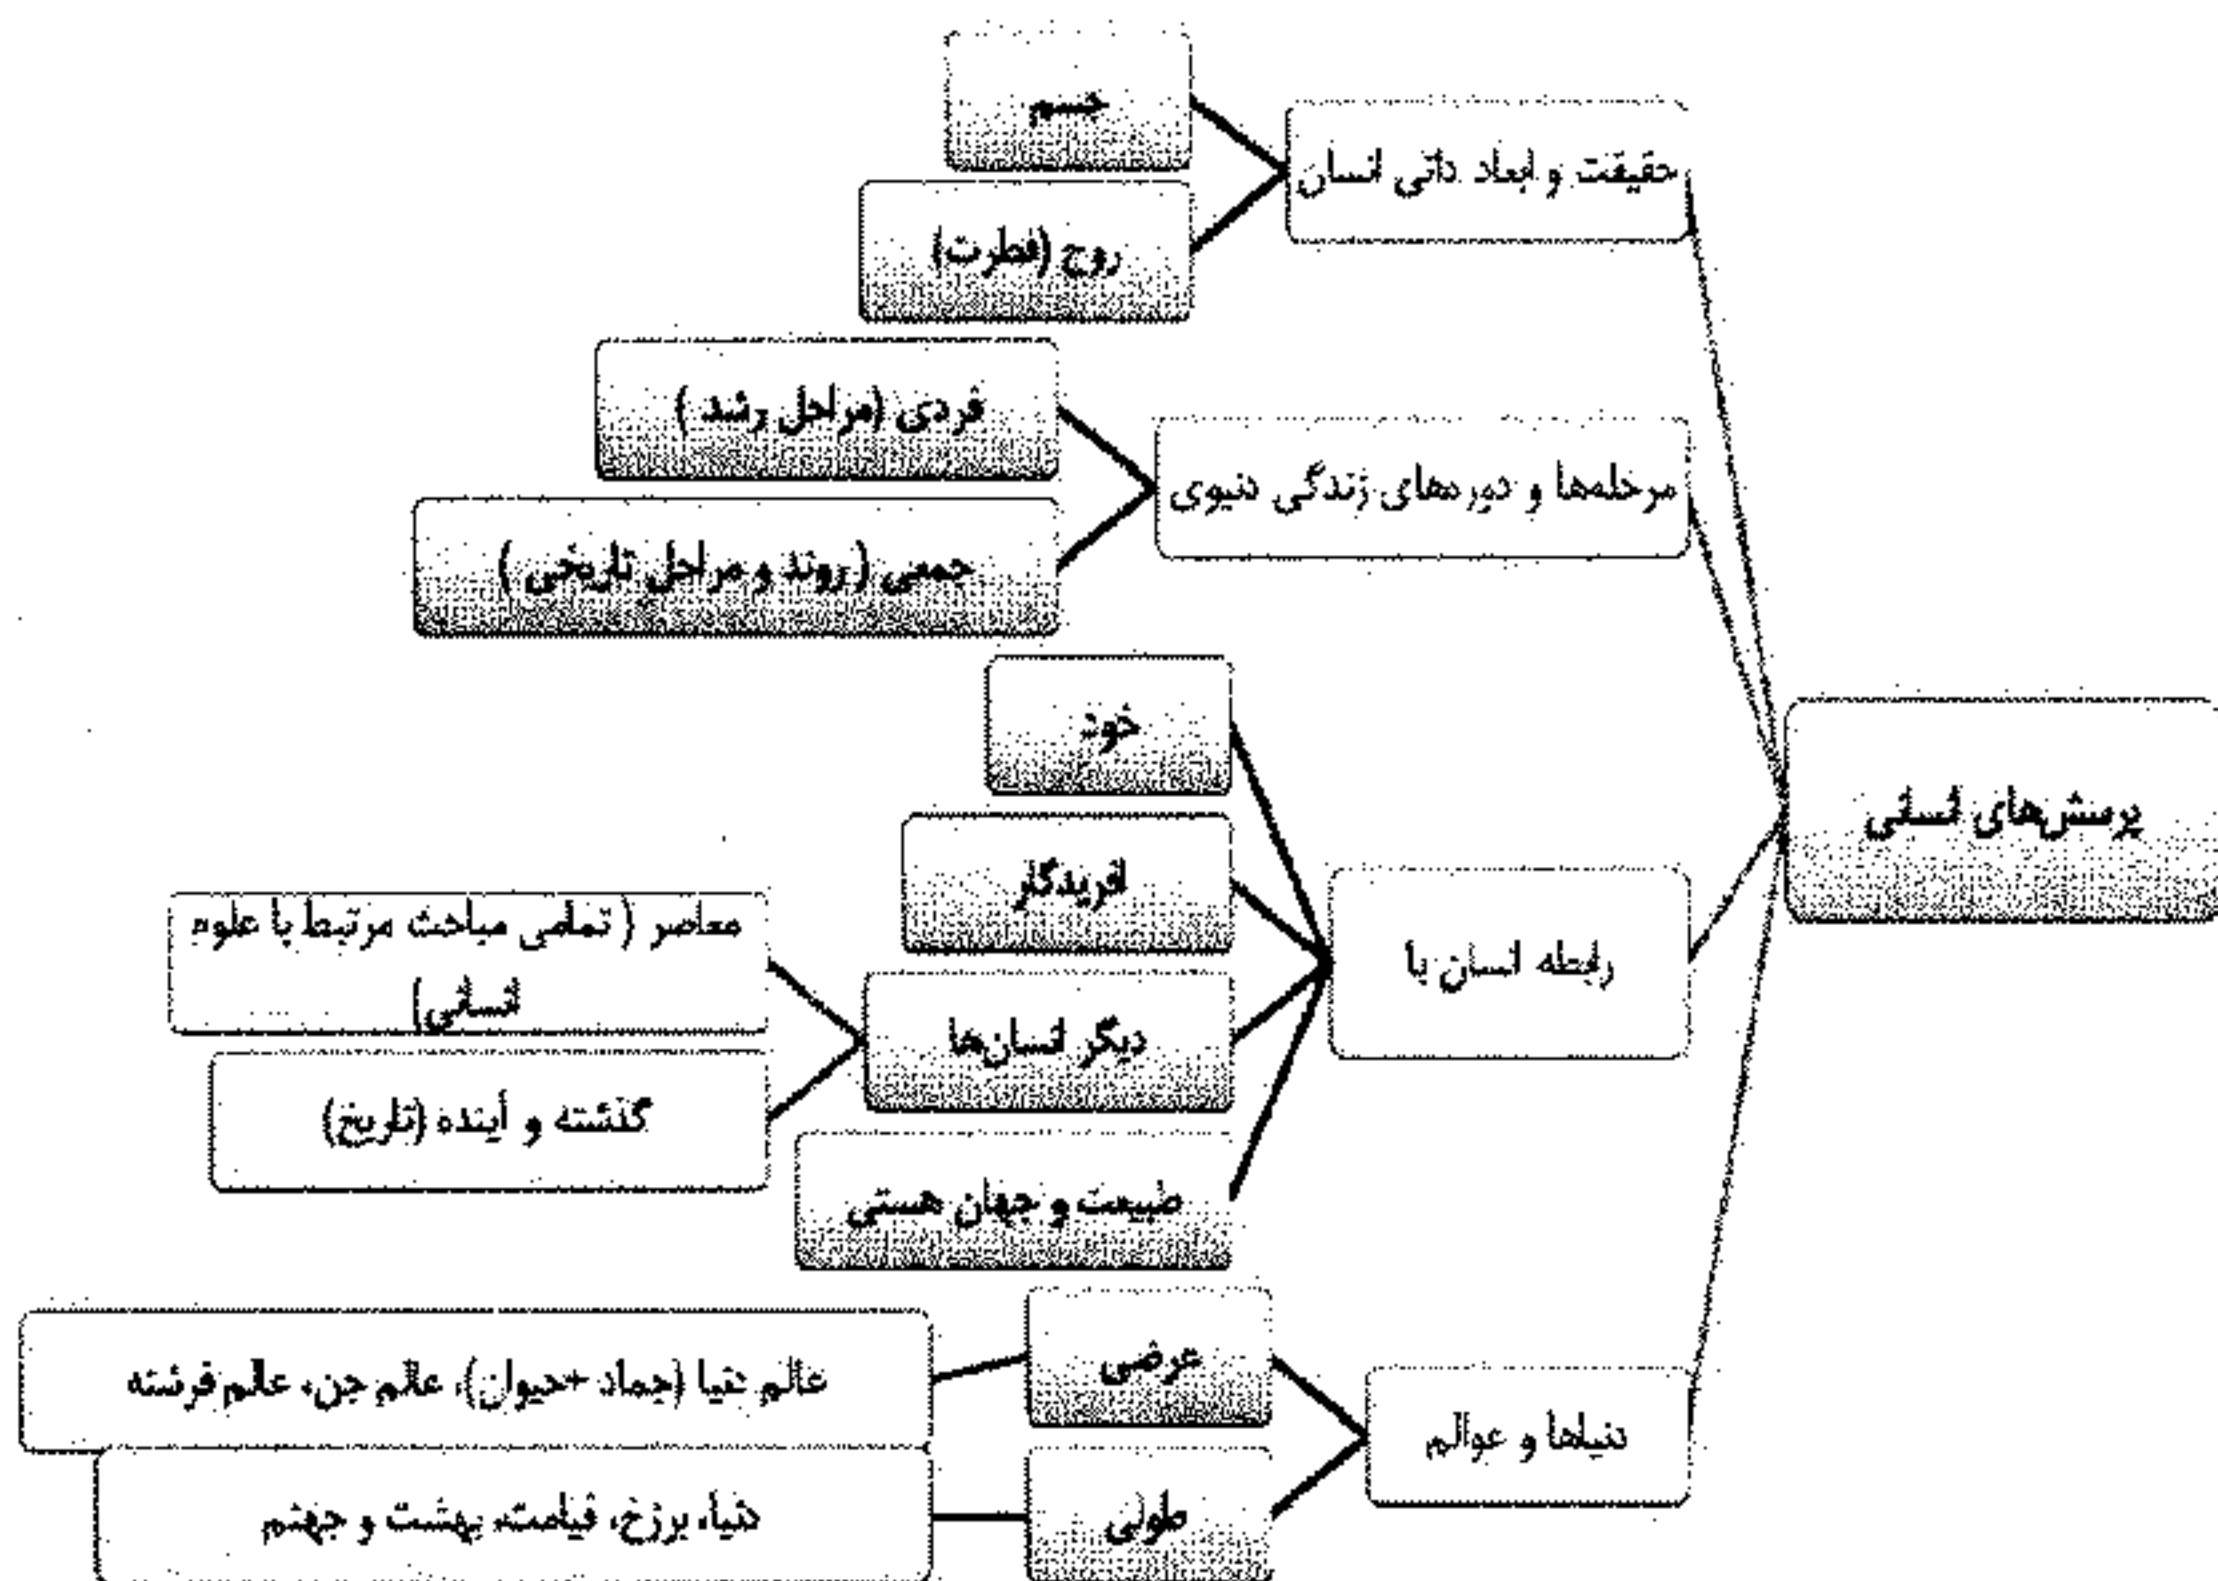 پرسش‌های انسانی
حقیقت و ابعاد ذاتی انسان
جسم
روح (فطرت)
مرحله‌ها و دوره‌های زندگی دنیوی
فردی (مراحل رشد )
جمعی ( روند و مراحل تاریخی )
رابطه انسان با
خود
آفریدگار
دیگر انسان‌ها
معاصر ( تمامی مباحث مرتبط با علوم
انسانی)
گذشته و آینده (تاریخ)
طبیعت و جهان هستی
دنیاها و عوالم
عرضی
عالم دنیا (جماد +حیوان)، عالم جن، عالم فرشته
طولی
دنیا، برزخ، قیامت، بهشت و جهنم